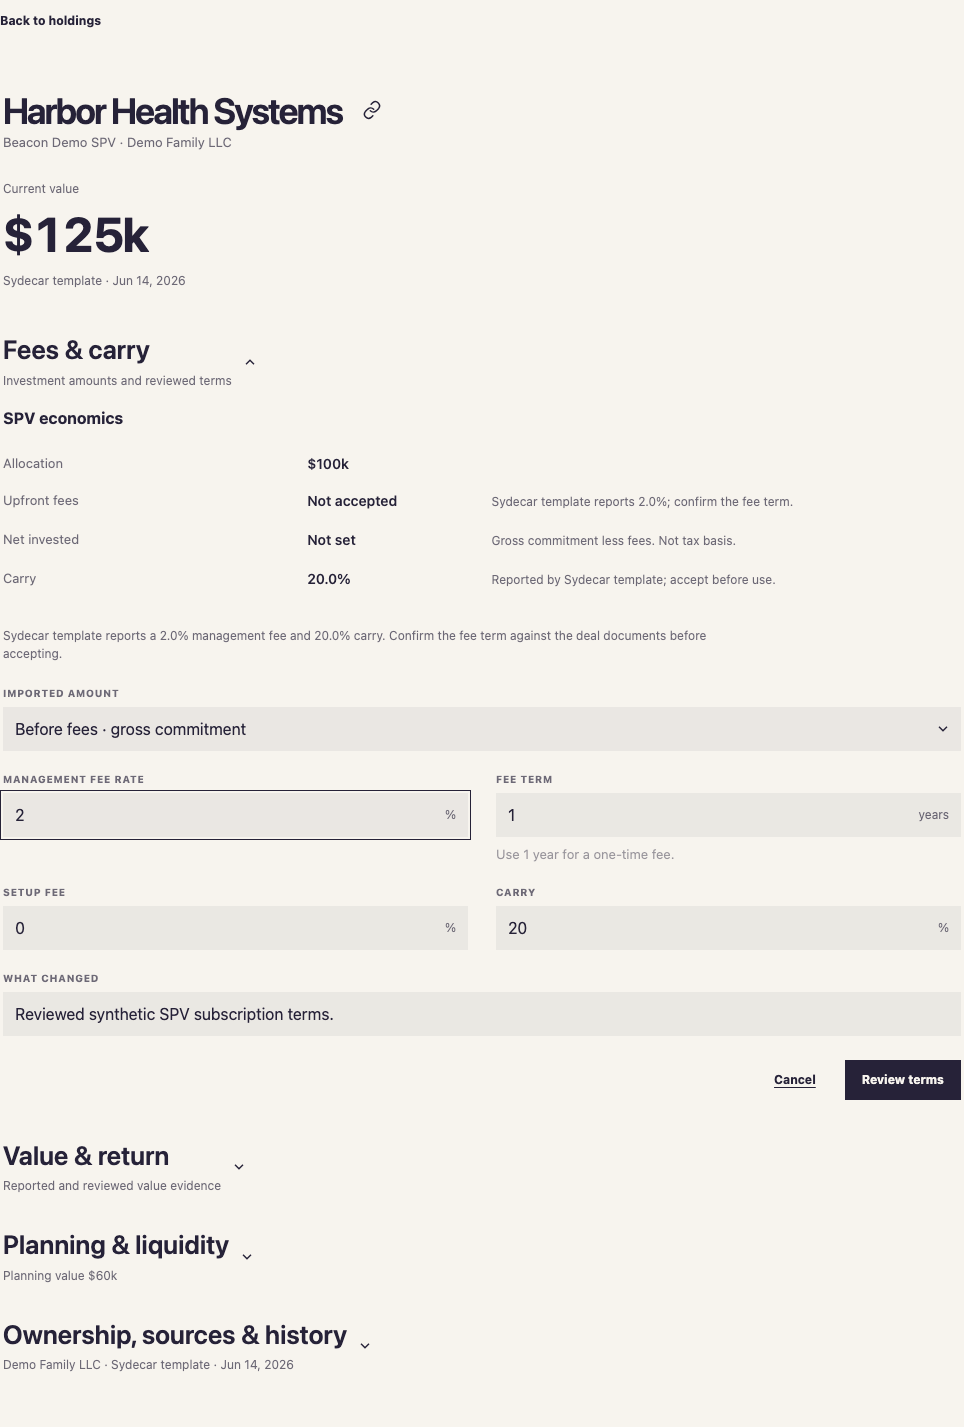 Back to holdings
Harbor Health Systems
Beacon Demo SPV · Demo Family LLC
Current value
$125k
Sydecar template · Jun 14, 2026
Fees & carry
Investment amounts and reviewed terms
SPV economics
Allocation $100k
Upfront fees Not accepted Sydecar template reports 2.0%; confirm the fee term.
Net invested Not set Gross commitment less fees. Not tax basis.
Carry 20.0% Reported by Sydecar template; accept before use.
Sydecar template reports a 2.0% management fee and 20.0% carry. Confirm the fee term against the deal documents before
accepting.
IMPORTED AMOUNT
Before fees · gross commitment
MANAGEMENT FEE RATE FEE TERM
2 % 1 years
Use 1 year for a one-time fee.
SETUP FEE CARRY
0 % 20 %
WHAT CHANGED
Reviewed synthetic SPV subscription terms.
Cancel Review terms
Value & return
Reported and reviewed value evidence
Planning & liquidity
Planning value $60k
Ownership, sources & history
Demo Family LLC · Sydecar template · Jun 14, 2026